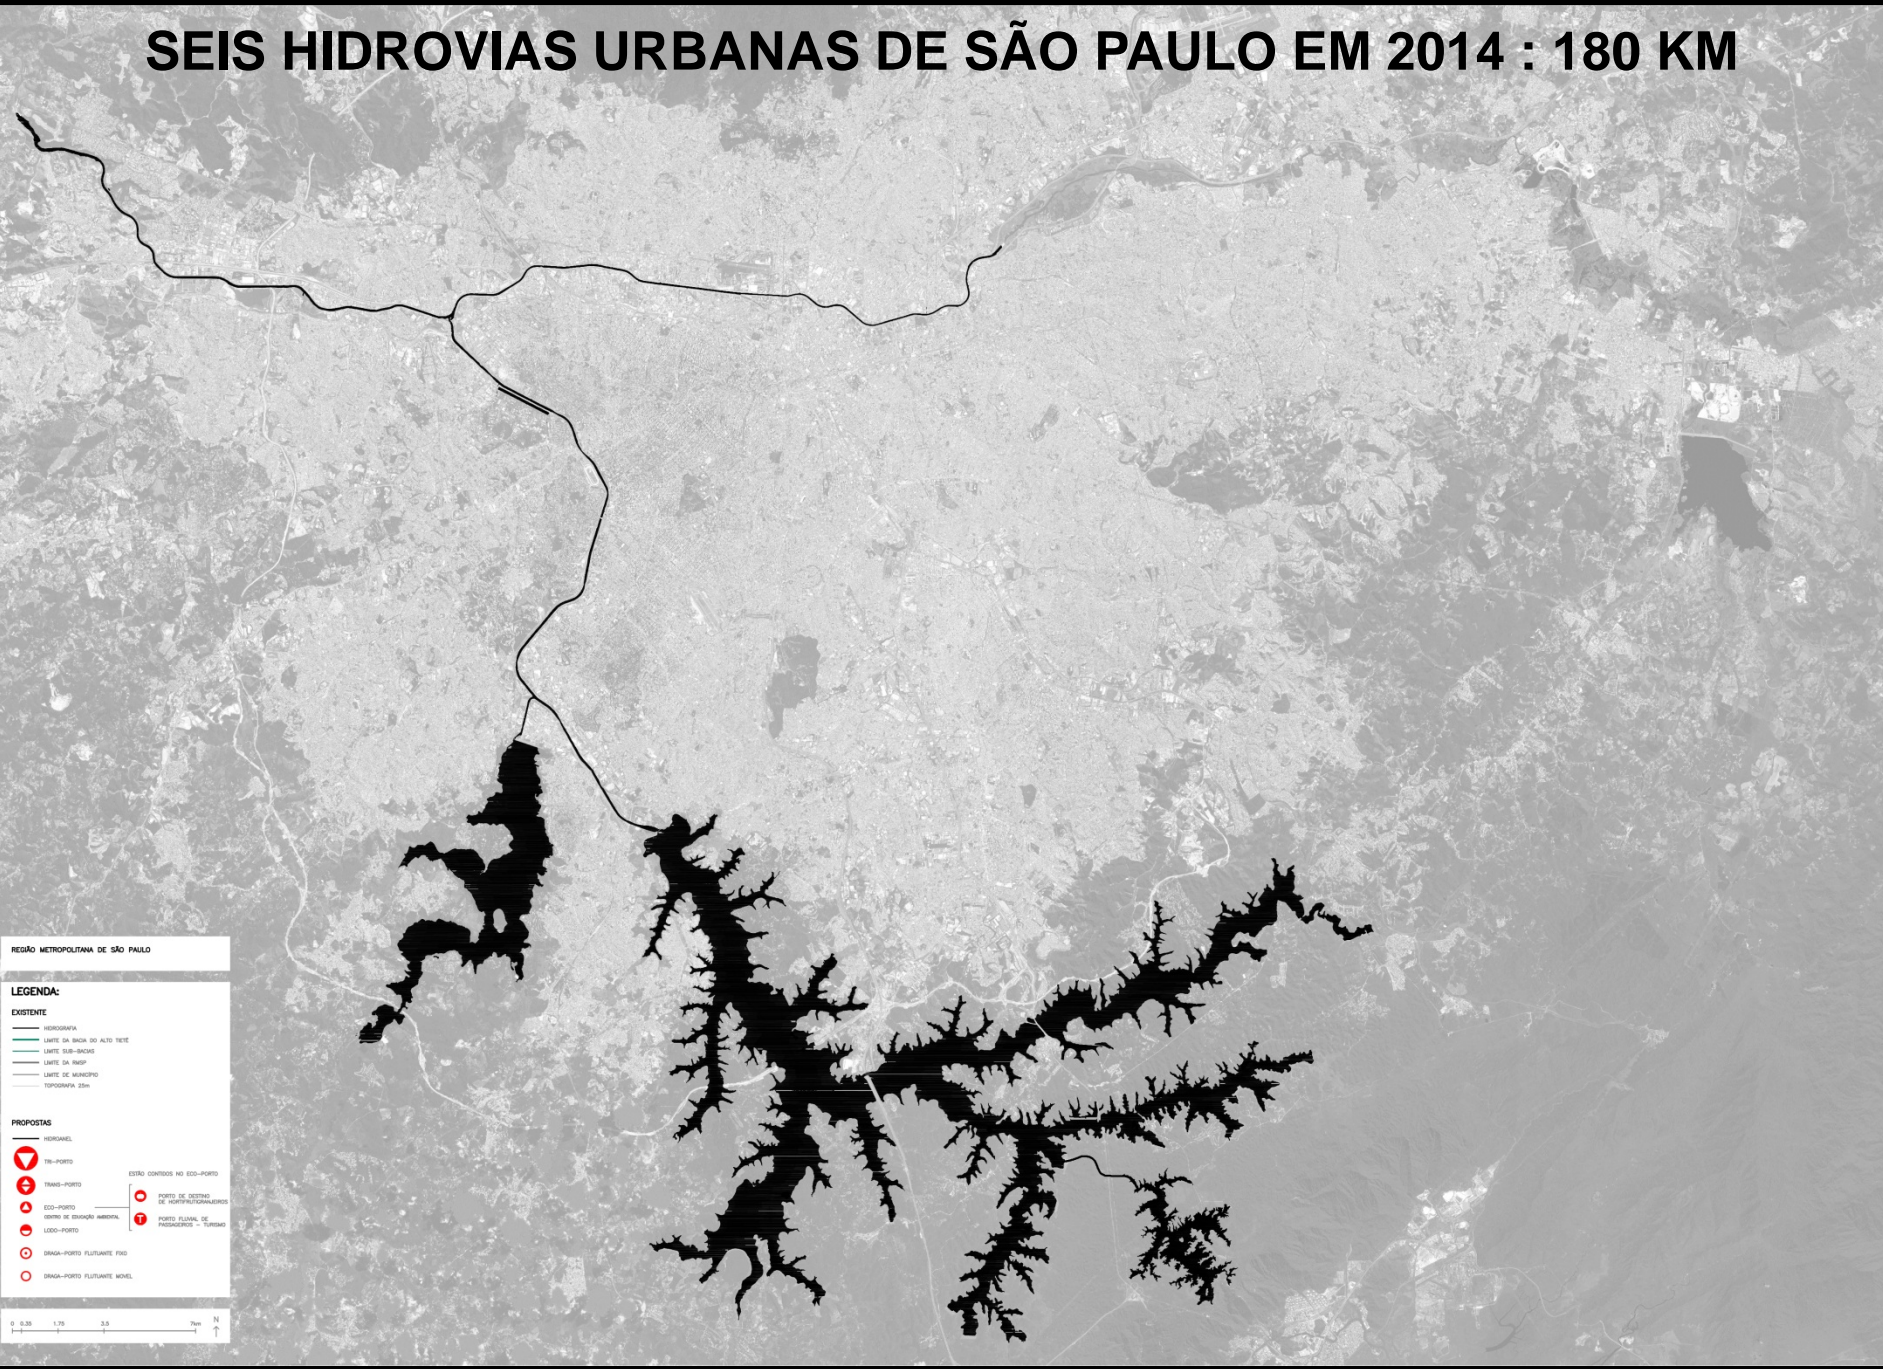 SEIS HIDROVIAS URBANAS DE SÃO PAULO EM 2014 : 180 KM
REGIÃO METROPOLITANA DE SÃO PAULO
LEGENDA:
EXISTENTE
HIDROGRAFIA
LIMITE DA BACIA DO ALTO TIETÊ
LIMITE SUB-BACIAS
LIMITE DA RMSP
LIMITE DE MUNICÍPIO
TOPOGRAFIA 25m
PROPOSTAS
HIDROANEL
TRI-PORTO
TRANS-PORTO
ECO-PORTO
CENTRO DE EDUCAÇÃO AMBIENTAL
LODO-PORTO
DRAGA-PORTO FLUTUANTE FIXO
DRAGA-PORTO FLUTUANTE MOVEL
ESTÃO CONTIDOS NO ECO-PORTO
PORTO DE DESTINO
DE HORTIFRUTIGRANJEIROS
T
PORTO FLUVIAL DE
PASSAGEIROS - TURISMO
0 0.35 1.75 3.5 7km
N